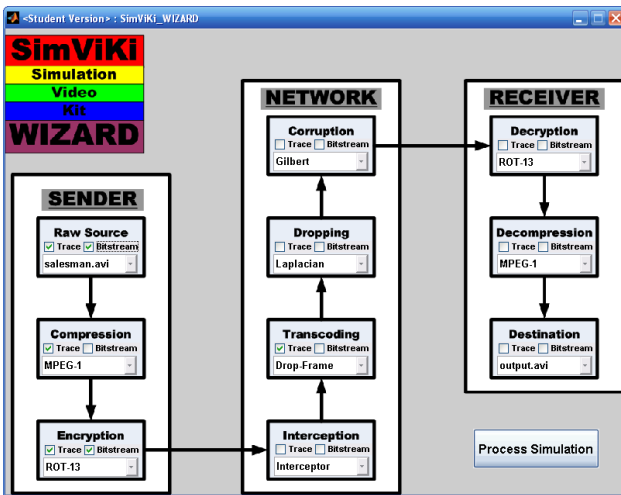 <Student Version> : SimViKi_WIZARD
SimViKi
Simulation
Video
Kit
WIZARD
SENDER
Raw Source
Trace Bitstream
salesman.avi
Compression
Trace Bitstream
MPEG-1
Encryption
Trace Bitstream
ROT-13
NETWORK
Corruption
Trace Bitstream
Gilbert
Dropping
Trace Bitstream
Laplacian
Transcoding
Trace Bitstream
Drop-Frame
Interception
Trace Bitstream
Interceptor
RECEIVER
Decryption
Trace Bitstream
ROT-13
Decompression
Trace Bitstream
MPEG-1
Destination
Trace Bitstream
output.avi
Process Simulation